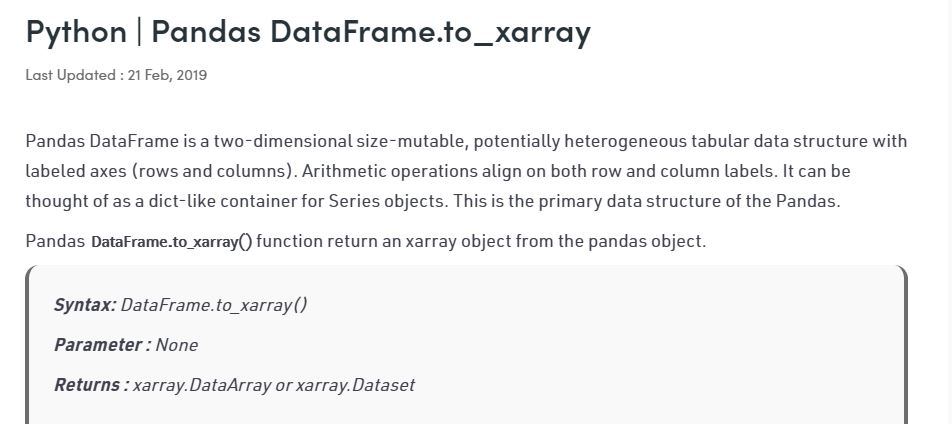 Python | Pandas DataFrame.to_xarray
Last Updated : 21 Feb, 2019
Pandas DataFrame is a two-dimensional size-mutable, potentially heterogeneous tabular data structure with
labeled axes (rows and columns). Arithmetic operations align on both row and column labels. It can be
thought of as a dict-like container for Series objects. This is the primary data structure of the Pandas.
Pandas DataFrame.to_xarray() function return an xarray object from the pandas object.
Syntax: DataFrame.to_xarray()
Parameter : None
Returns : xarray.DataArray or xarray.Dataset